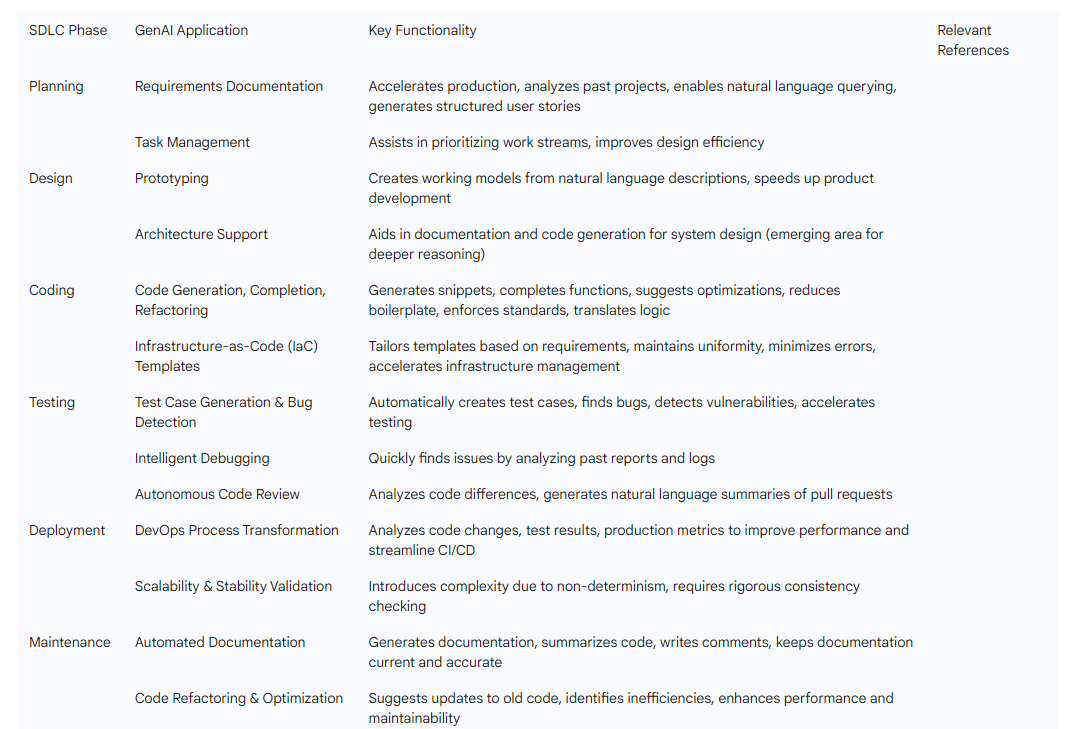 SDLC Phase GenAI Application Key Functionality Relevant
References
Planning Requirements Documentation Accelerates production, analyzes past projects, enables natural language querying,
generates structured user stories
Task Management Assists in prioritizing work streams, improves design efficiency
Design Prototyping Creates working models from natural language descriptions, speeds up product
development
Architecture Support Aids in documentation and code generation for system design (emerging area for
deeper reasoning)
Coding Code Generation, Completion, Generates snippets, completes functions, suggests optimizations, reduces
Refactoring boilerplate, enforces standards, translates logic
Infrastructure-as-Code (IaC) Tailors templates based on requirements, maintains uniformity, minimizes errors,
Templates accelerates infrastructure management
Testing Test Case Generation & Bug Automatically creates test cases, finds bugs, detects vulnerabilities, accelerates
Detection testing
Intelligent Debugging Quickly finds issues by analyzing past reports and logs
Autonomous Code Review Analyzes code differences, generates natural language summaries of pull requests
Deployment DevOps Process Transformation Analyzes code changes, test results, production metrics to improve performance and
streamline CI/CD
Scalability & Stability Validation Introduces complexity due to non-determinism, requires rigorous consistency
checking
Maintenance Automated Documentation Generates documentation, summarizes code, writes comments, keeps documentation
current and accurate
Code Refactoring & Optimization Suggests updates to old code, identifies inefficiencies, enhances performance and
maintainability